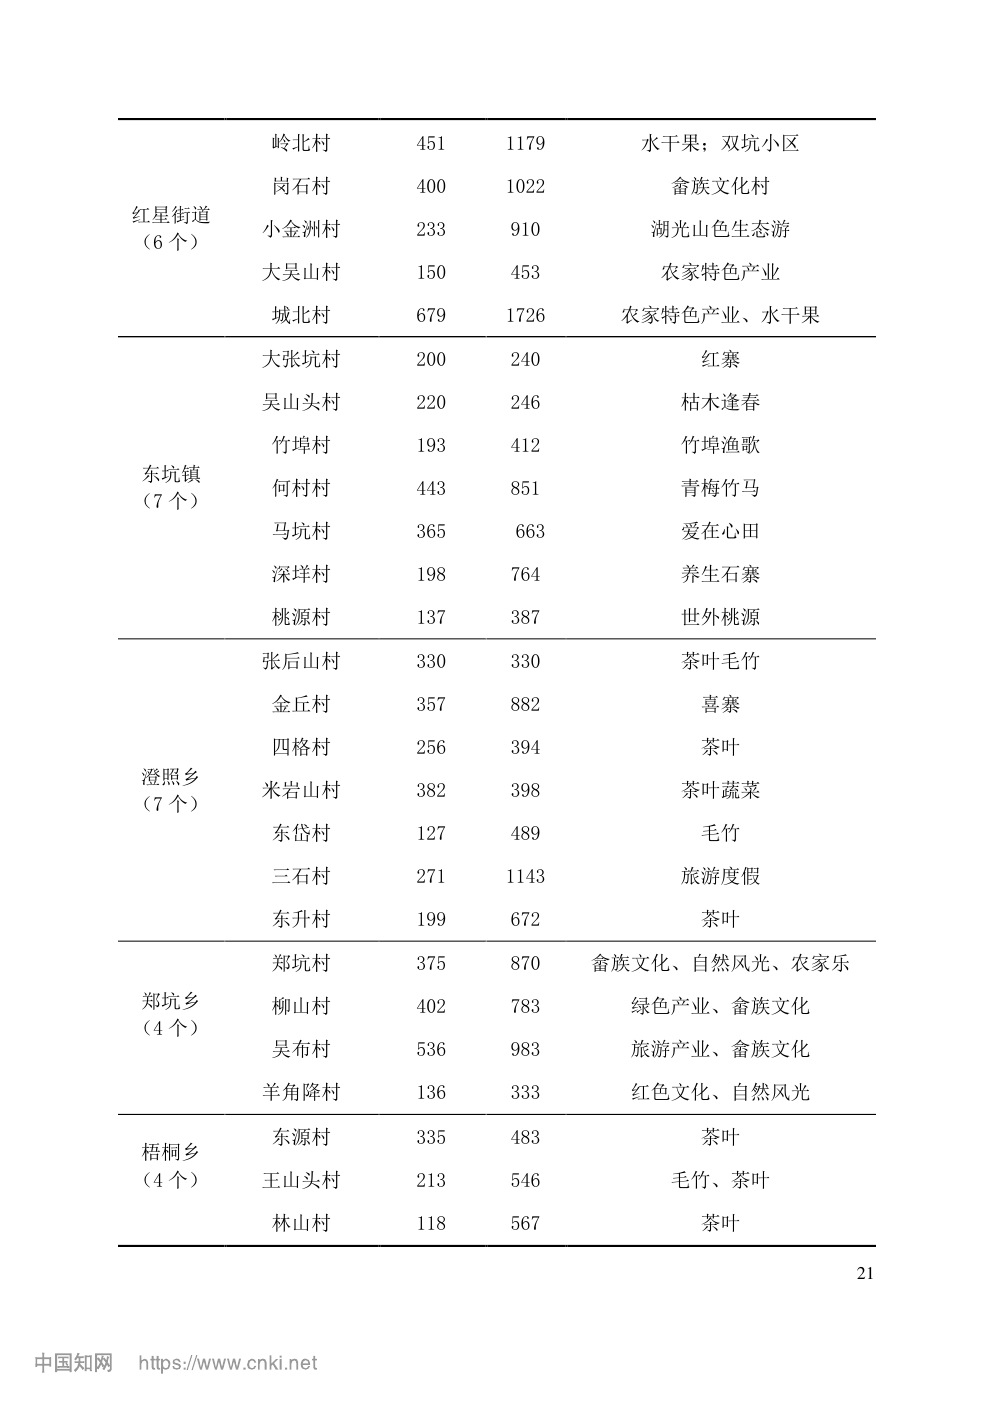 岭北村 451 1179 水干果；双坑小区
岗石村 400 1022 畲族文化村
红星街道
（6 个）
小金洲村 233 910 湖光山色生态游
大吴山村 150 453 农家特色产业
城北村 679 1726 农家特色产业、水干果
大张坑村 200 240 红寨
吴山头村 220 246 枯木逢春
竹埠村 193 412 竹埠渔歌
东坑镇
（7 个）
何村村 443 851 青梅竹马
马坑村 365 663 爱在心田
深垟村 198 764 养生石寨
桃源村 137 387 世外桃源
张后山村 330 330 茶叶毛竹
金丘村 357 882 喜寨
四格村 256 394 茶叶
澄照乡
（7 个）
米岩山村 382 398 茶叶蔬菜
东岱村 127 489 毛竹
三石村 271 1143 旅游度假
东升村 199 672 茶叶
郑坑村 375 870 畲族文化、自然风光、农家乐
郑坑乡
（4 个）
柳山村 402 783 绿色产业、畲族文化
吴布村 536 983 旅游产业、畲族文化
羊角降村 136 333 红色文化、自然风光
东源村 335 483 茶叶
梧桐乡
（4 个）
王山头村 213 546 毛竹、茶叶
林山村 118 567 茶叶
21
中国知网 https://www.cnki.net